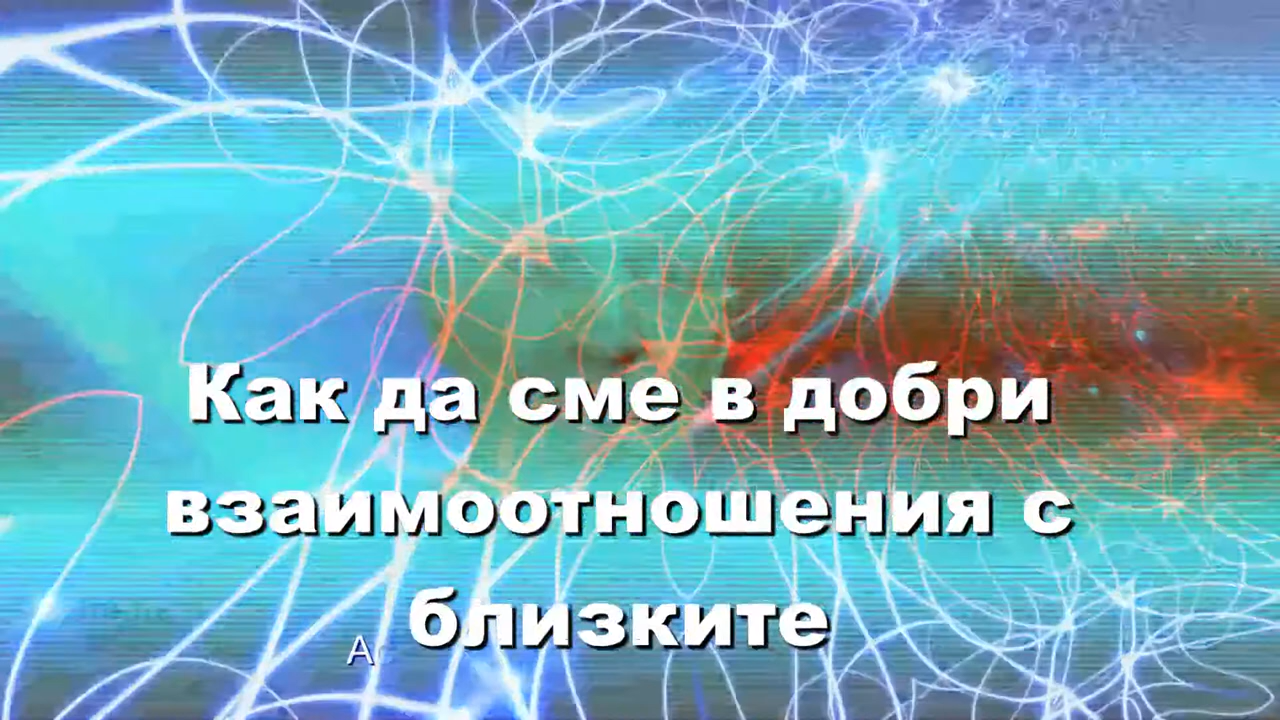 Как да сме в добри
взаимоотношения с
близките